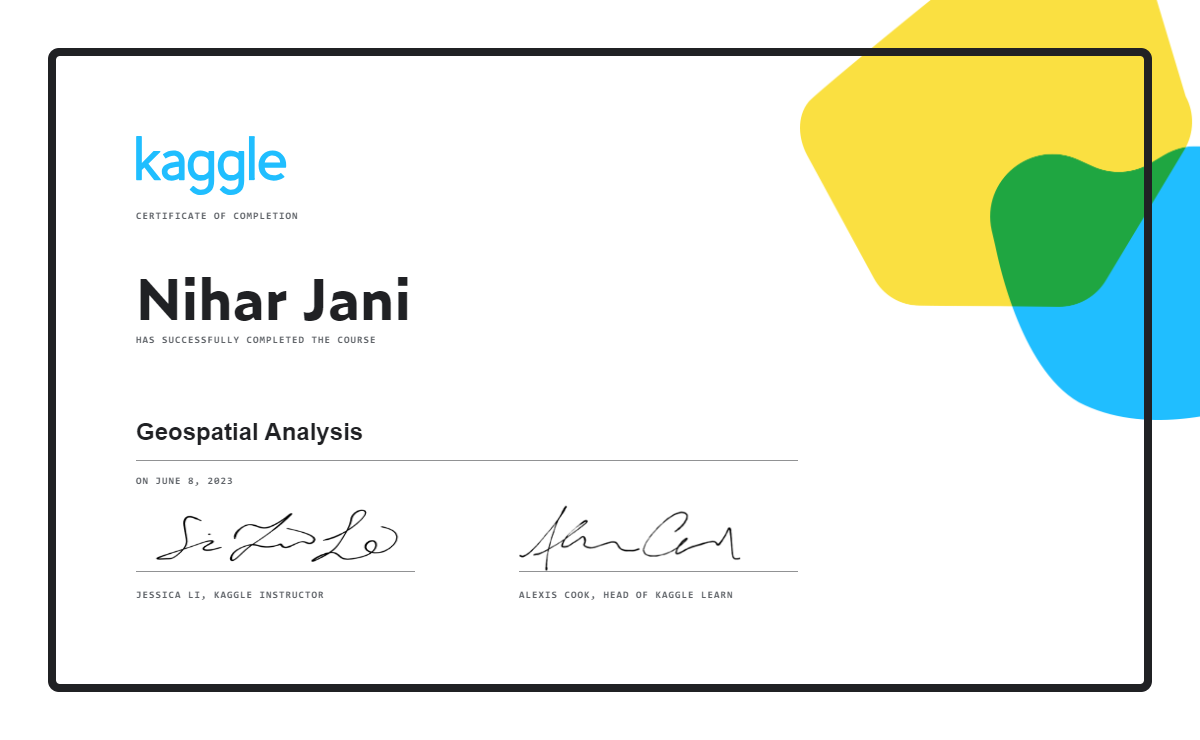 kaggle
CERTIFICATE OF COMPLETION
Nihar Jani
HAS SUCCESSFULLY COMPLETED THE COURSE
Geospatial Analysis
ON JUNE 8, 2023
JESSICA LI, KAGGLE INSTRUCTOR
ALEXIS COOK, HEAD OF KAGGLE LEARN